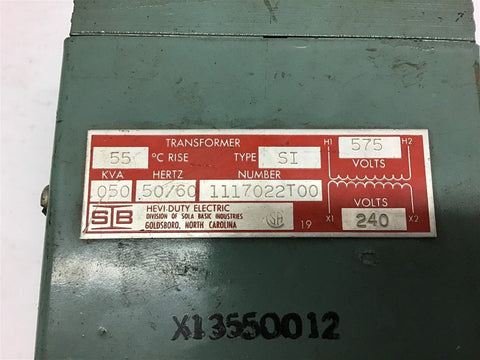 TRANSFORMER
55 °C RISE TYPE SI
KVA HERTZ NUMBER
050 50/60 1117022T00
SB HEVI-DUTY ELECTRIC
DIVISION OF SOLA BASIC INDUSTRIES
GOLDSBORO, NORTH CAROLINA
19
H1 575 H2
VOLTS
VOLTS
X1 240 X2
X13550012